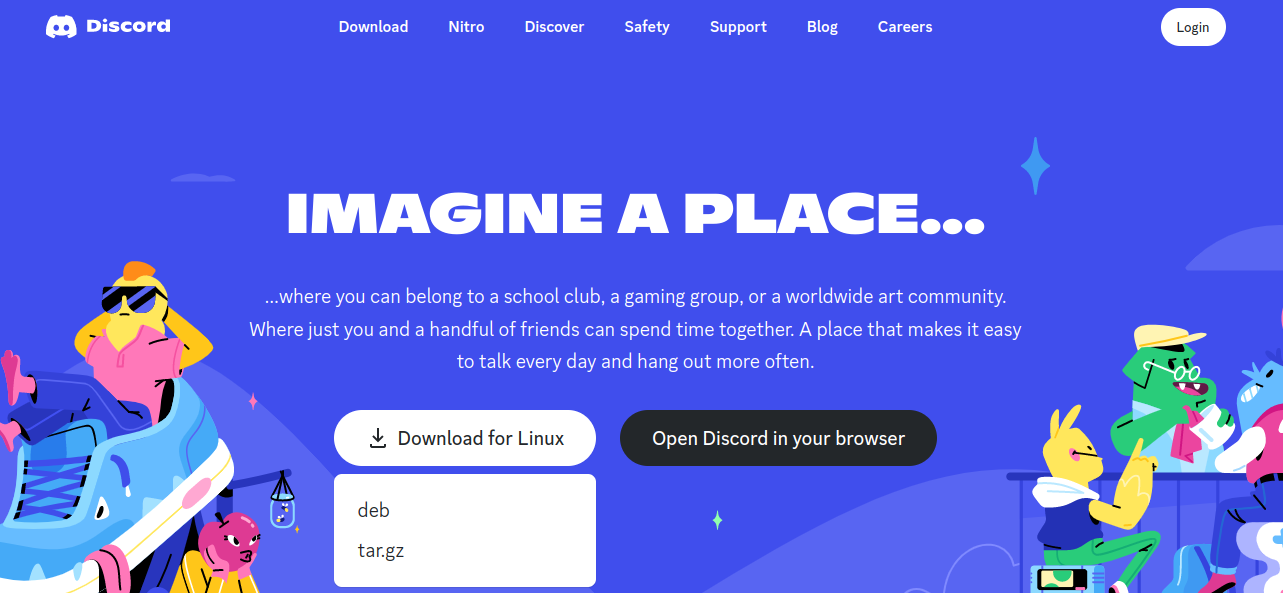 Discord
Download Nitro Discover Safety Support Blog Careers
Login
IMAGINE A PLACE...
...where you can belong to a school club, a gaming group, or a worldwide art community.
Where just you and a handful of friends can spend time together. A place that makes it easy
to talk every day and hang out more often.
Download for Linux
Open Discord in your browser
deb
tar.gz